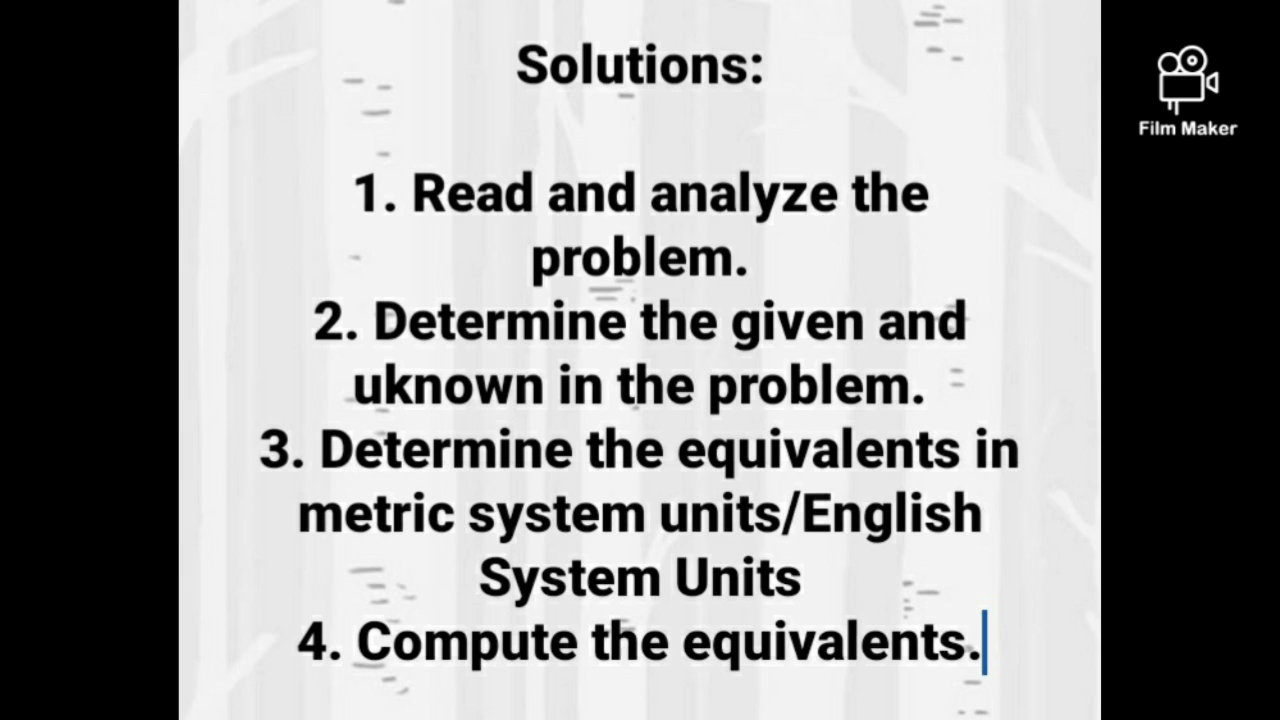 Solutions:
1. Read and analyze the
problem.
2. Determine the given and
uknown in the problem.
3. Determine the equivalents in
metric system units/English
System Units
4. Compute the equivalents.
Film Maker